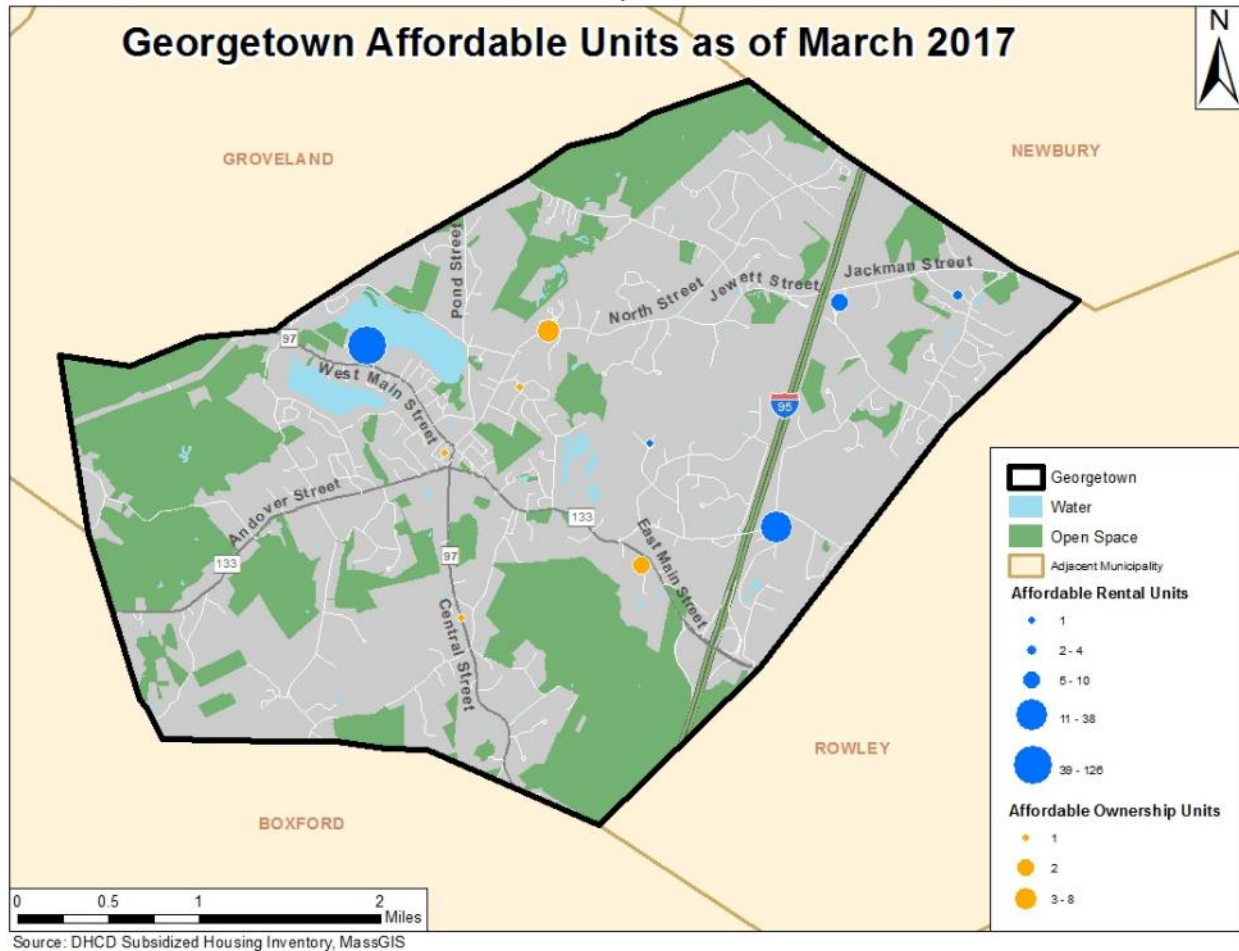 Georgetown Affordable Units as of March 2017
N
GROVELAND
NEWBURY
Pond Street
Jackman Street
Jewett Street
North Street
97
West Main Street
95
Andover Street
133
133
East Main Street
97
Central Street
ROWLEY
BOXFORD
Georgetown
Water
Open Space
Adjacent Municipality
Affordable Rental Units
1
2 - 4
5 - 10
11 - 38
39 - 126
Affordable Ownership Units
1
2
3 - 8
0 0.5 1 2
Miles
Source: DHCD Subsidized Housing Inventory, MassGIS